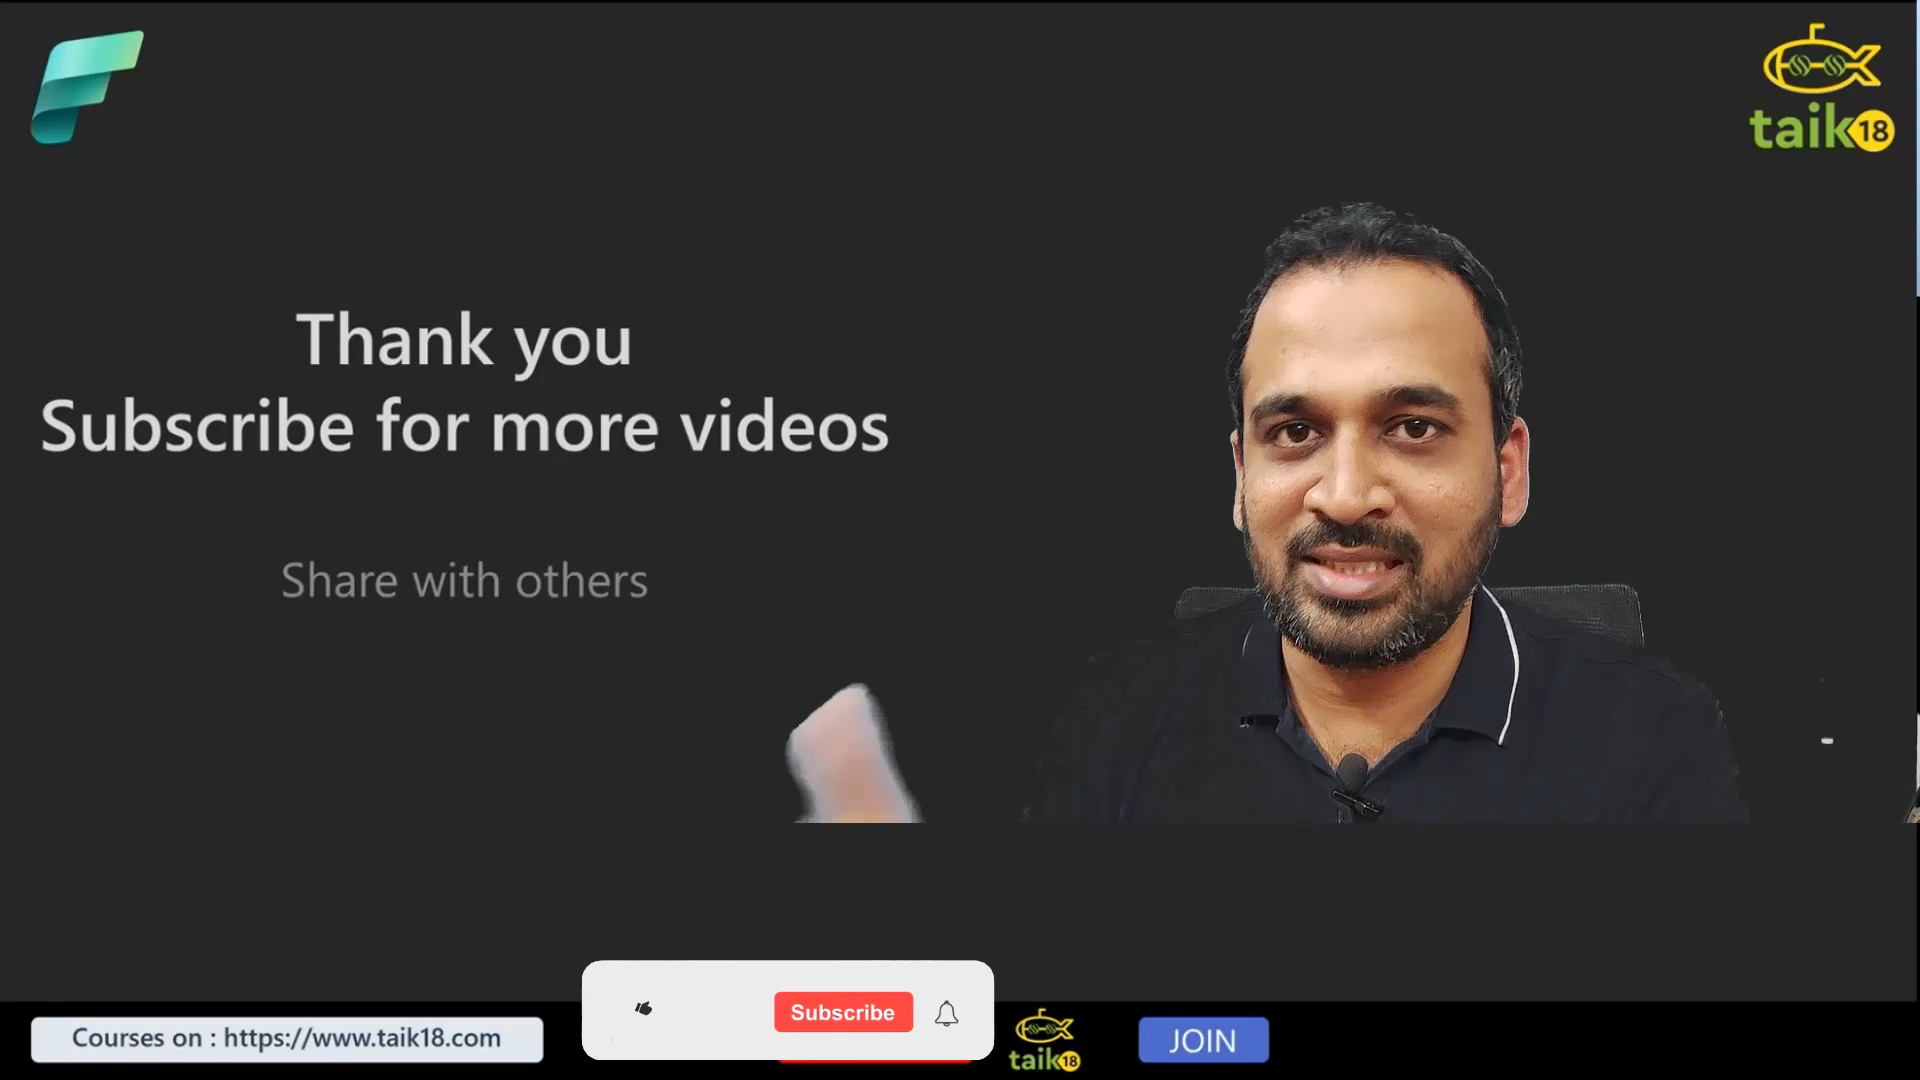 taik18
Thank you
Subscribe for more videos
Share with others
Courses on : https://www.taik18.com
Subscribe
taik18
JOIN